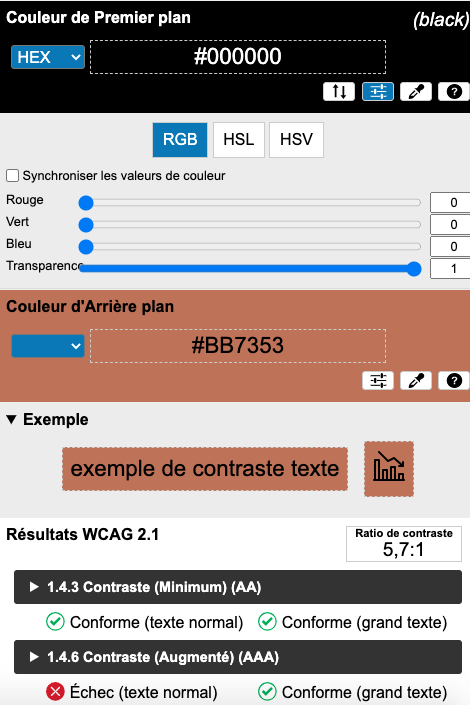 Couleur de Premier plan
(black)
HEX
#000000
RGB
HSL
HSV
Synchroniser les valeurs de couleur
Rouge
0
Vert
0
Bleu
0
Transparence
1
Couleur d'Arrière plan
#BB7353
Exemple
exemple de contraste texte
Résultats WCAG 2.1
Ratio de contraste
5,7:1
1.4.3 Contraste (Minimum) (AA)
Conforme (texte normal)
Conforme (grand texte)
1.4.6 Contraste (Augmenté) (AAA)
Échec (texte normal)
Conforme (grand texte)